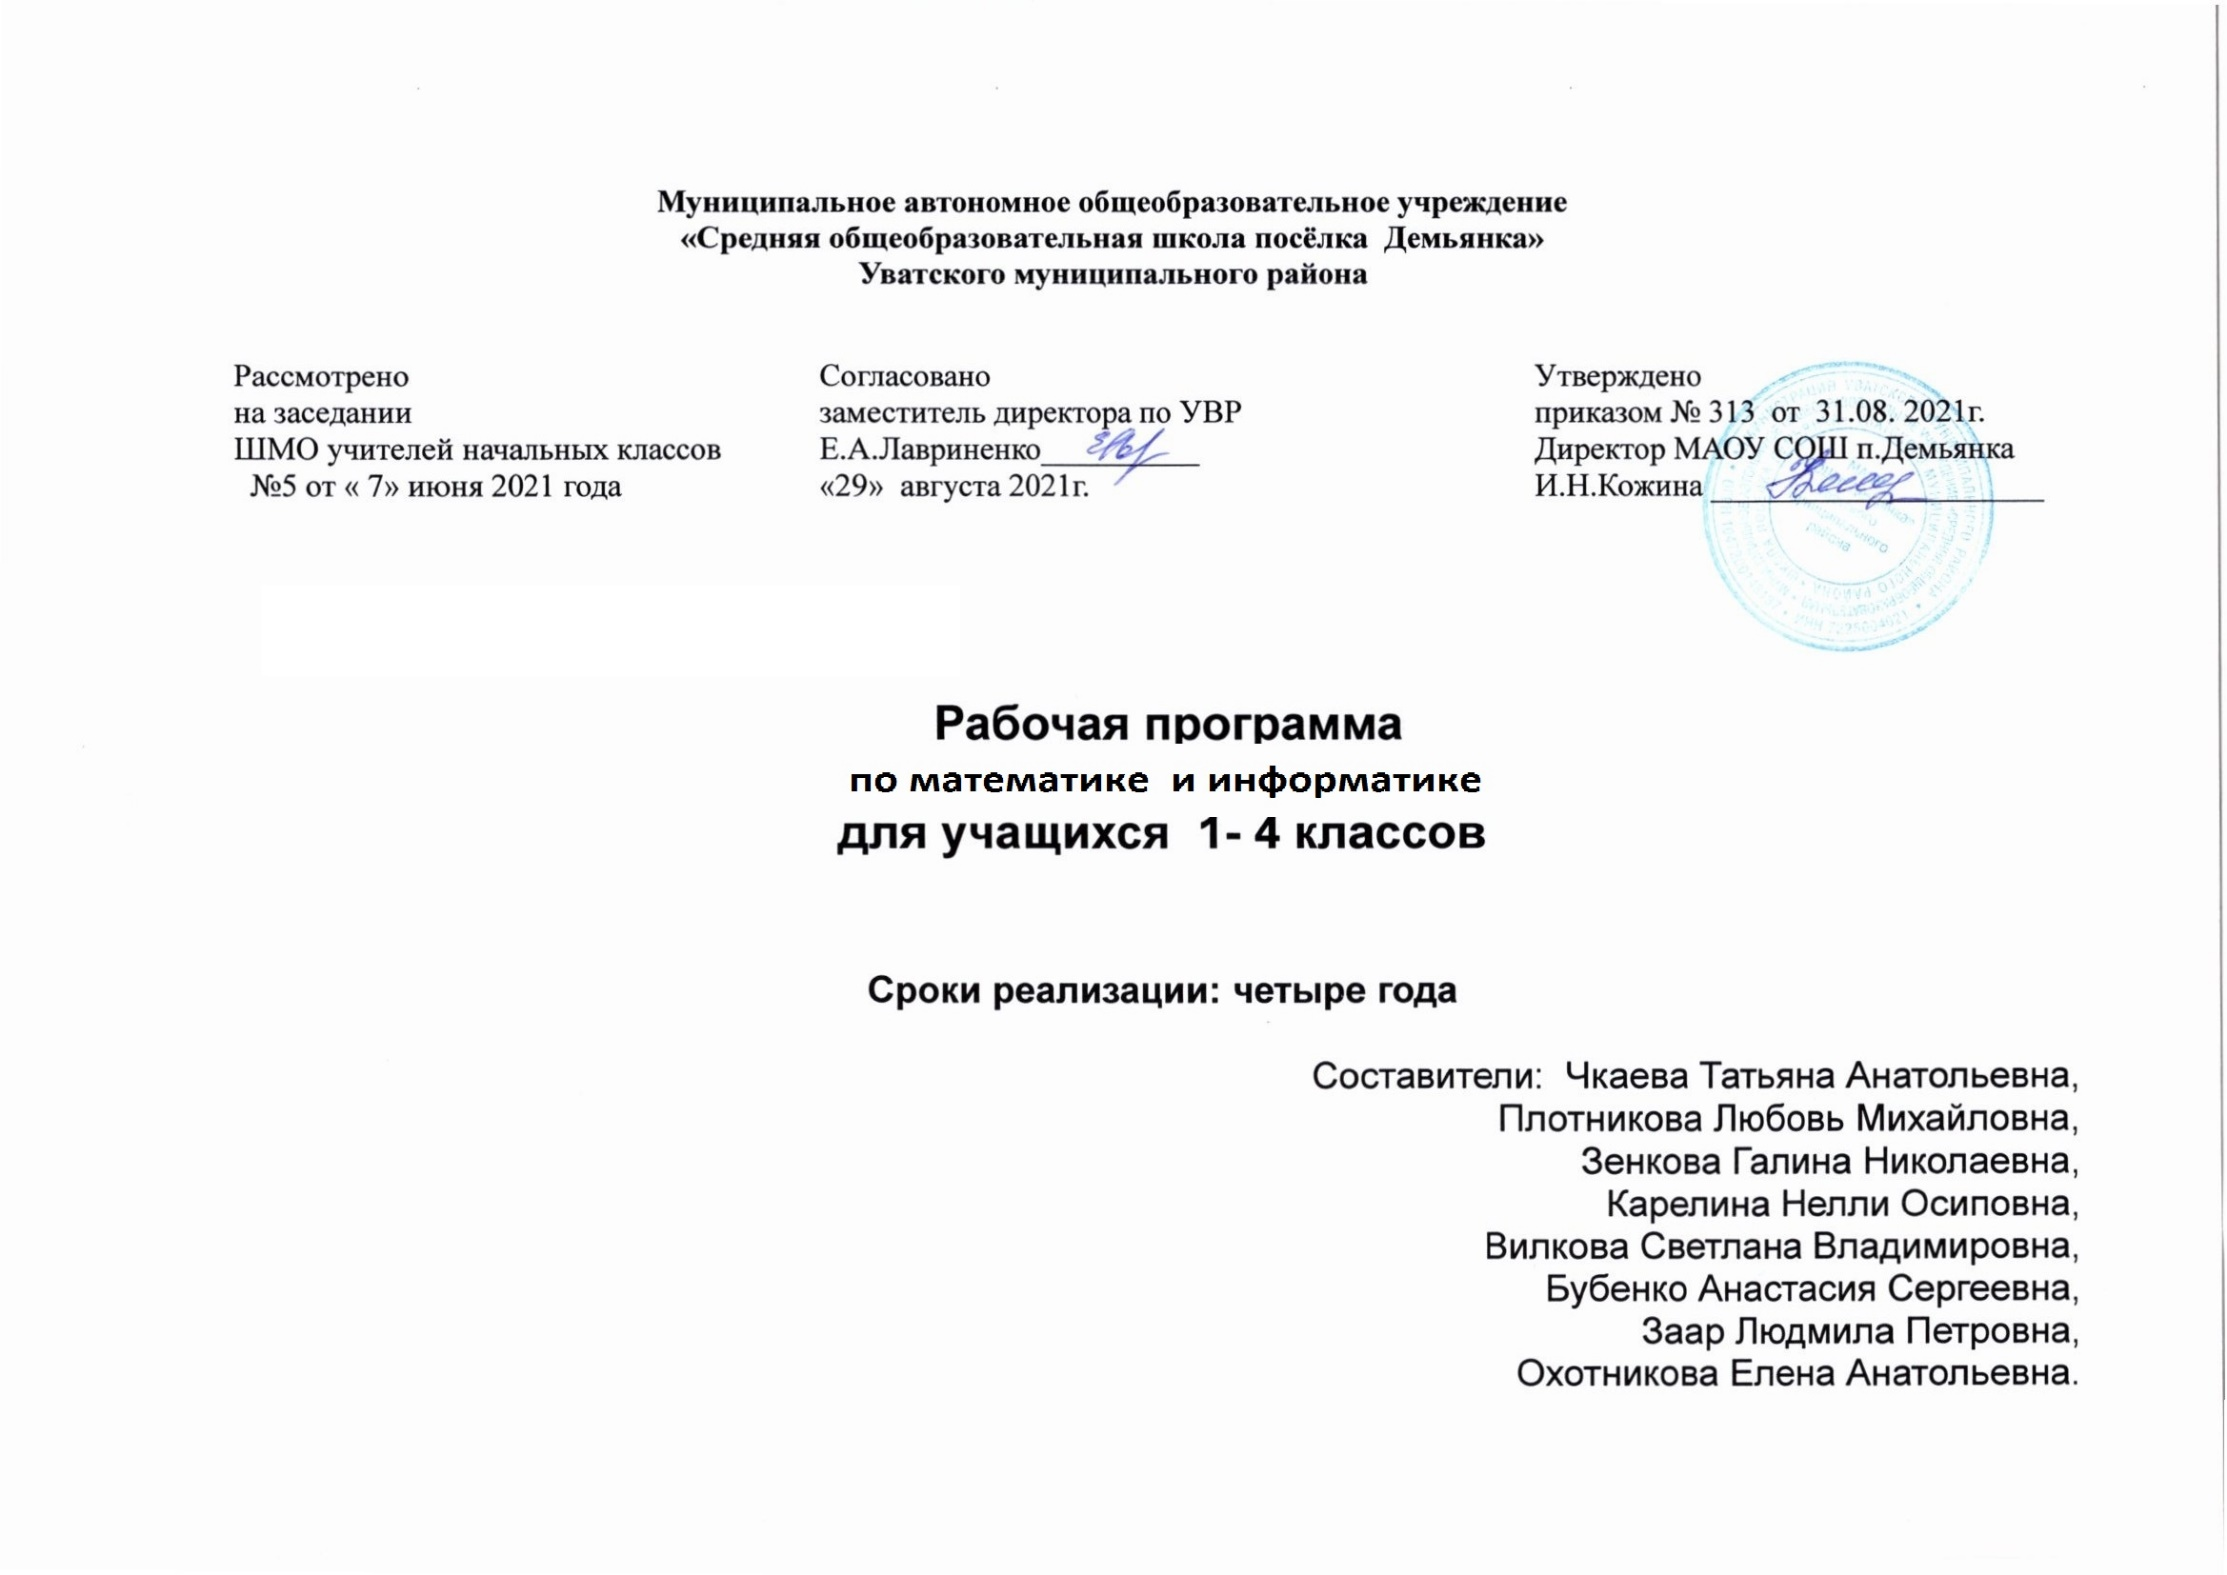 Муниципальное автономное общеобразовательное учреждение
«Средняя общеобразовательная школа посёлка Демьянка»
Уватского муниципального района
Рассмотрено
на заседании
ШМО учителей начальных классов
№5 от « 7» июня 2021 года
Согласовано
заместитель директора по УВР
Е.А.Лавриненко___________
«29» августа 2021г.
Утверждено
приказом № 313 от 31.08. 2021г.
Директор МАОУ СОШ п.Демьянка
И.Н.Кожина_______________________
Рабочая программа
по математике и информатике
для учащихся 1- 4 классов
Сроки реализации: четыре года
Составители: Чкаева Татьяна Анатольевна,
Плотникова Любовь Михайловна,
Зенкова Галина Николаевна,
Карелина Нелли Осиповна,
Вилкова Светлана Владимировна,
Бубенко Анастасия Сергеевна,
Заар Людмила Петровна,
Охотникова Елена Анатольевна.